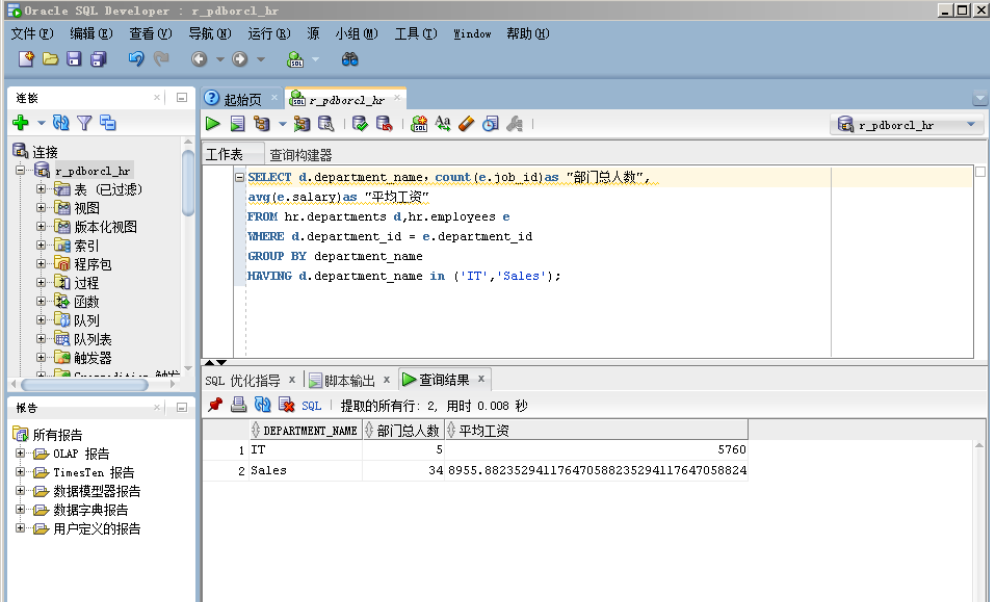 Oracle SQL Developer : r_pdborcl_hr
文件(F) 编辑(E) 查看(V) 导航(N) 运行(R) 源 小组(M) 工具(T) Window 帮助(H)
连接
起始页 r_pdborcl_hr
r_pdborcl_hr
工作表 查询构建器
连接
r_pdborcl_hr
表 (已过滤)
视图
版本化视图
索引
程序包
过程
函数
队列
队列表
触发器
SELECT d.department_name,count(e.job_id)as "部门总人数",
avg(e.salary)as "平均工资"
FROM hr.departments d,hr.employees e
WHERE d.department_id = e.department_id
GROUP BY department_name
HAVING d.department_name in ('IT','Sales');
SQL 优化指导 x 脚本输出 x 查询结果 x
SQL | 提取的所有行: 2, 用时 0.008 秒
DEPARTMENT_NAME 部门总人数 平均工资
1 IT 5 5760
2 Sales 34 8955.88235294117647058823529411764705882​4
报告
所有报告
OLAP 报告
TimesTen 报告
数据模型器报告
数据字典报告
用户定义的报告